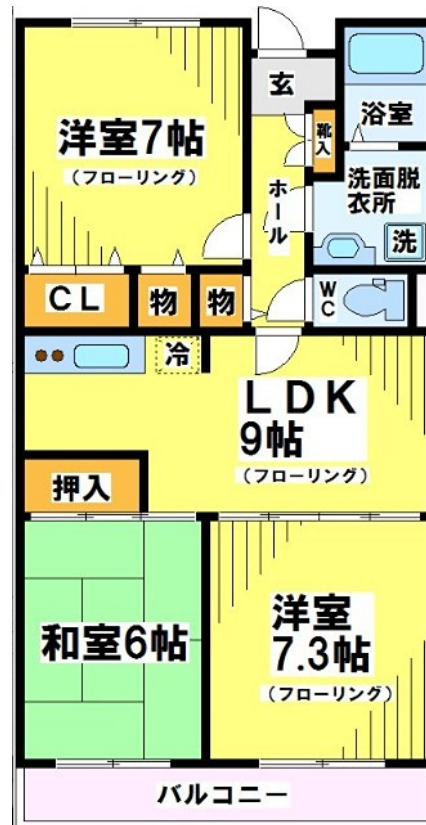 玄
浴室
洋室7帖
(フローリング)
靴入
ホール
洗面脱
衣所
洗
CL
物
物
WC
冷
LDK
9帖
(フローリング)
押入
和室6帖
洋室
7.3帖
(フローリング)
バルコニー